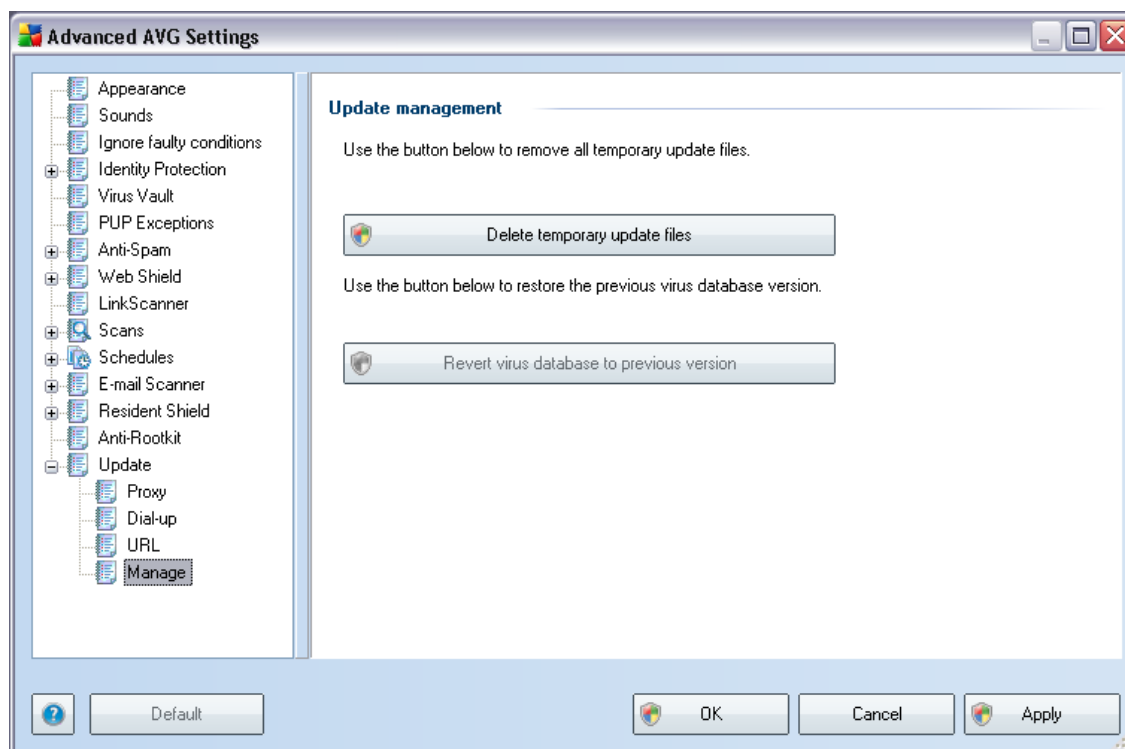 Advanced AVG Settings
Appearance
Sounds
Ignore faulty conditions
Identity Protection
Virus Vault
PUP Exceptions
Anti-Spam
Web Shield
LinkScanner
Scans
Schedules
E-mail Scanner
Resident Shield
Anti-Rootkit
Update
Proxy
Dial-up
URL
Manage
Update management
Use the button below to remove all temporary update files.
Delete temporary update files
Use the button below to restore the previous virus database version.
Revert virus database to previous version
?
Default
OK
Cancel
Apply